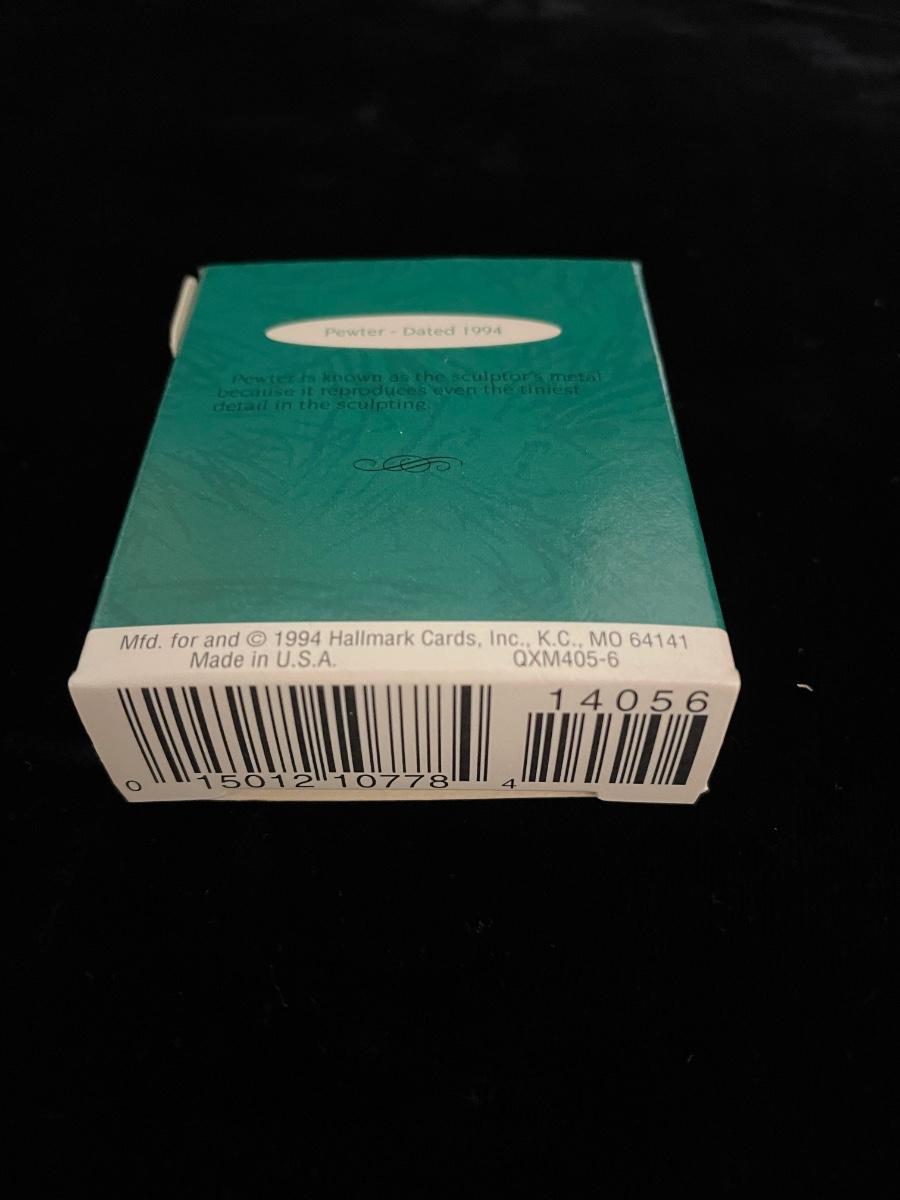 Pewter - Dated 1994
Pewter is known as the sculptor's metal
because it reproduces even the tiniest
detail in the sculpting.
Mfd. for and © 1994 Hallmark Cards, Inc., K.C., MO 64141
Made in U.S.A. QXM405-6
14056
0 15012 10778 4